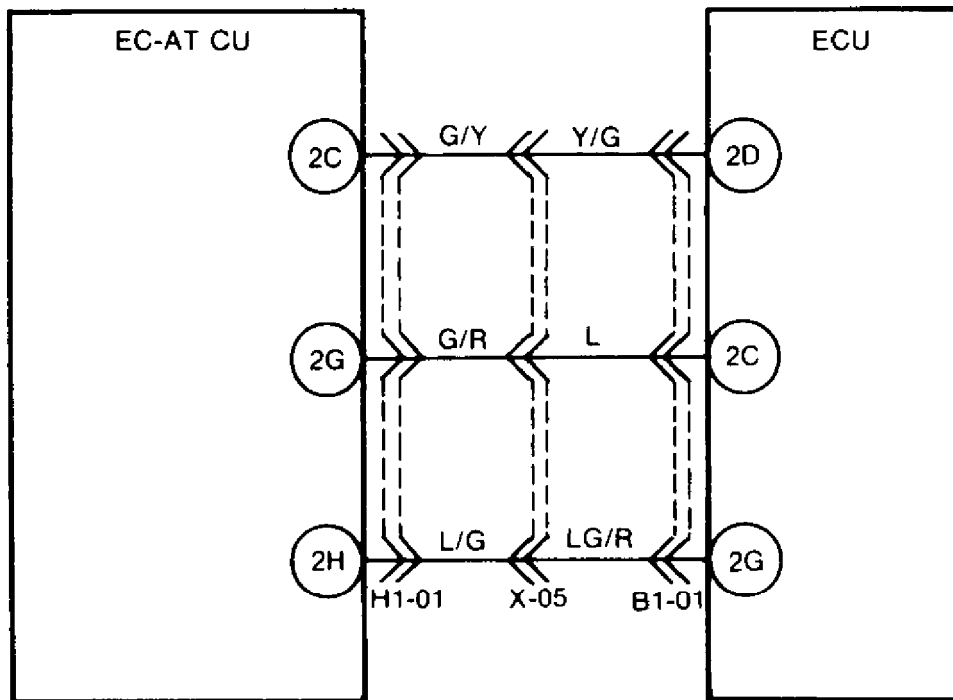 EC-AT CU
ECU
G/Y
Y/G
2C
2D
G/R
L
2G
2C
L/G
LG/R
2H
2G
H1-01
X-05
B1-01